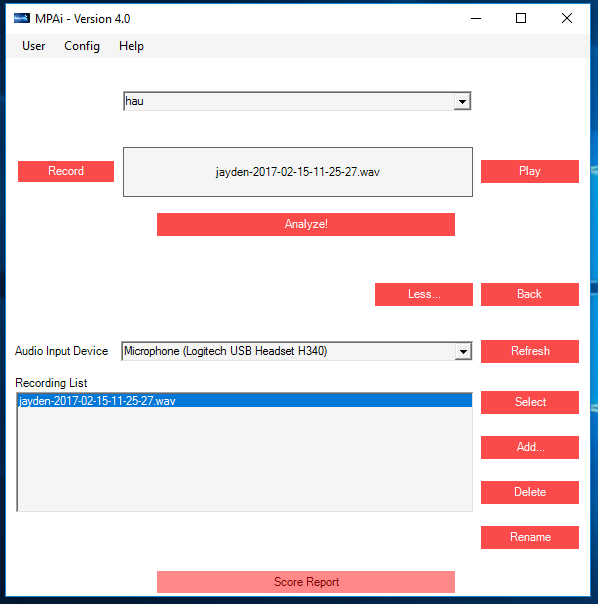 MPAi - Version 4.0
User Config Help
hau
Record
jayden-2017-02-15-11-25-27.wav
Play
Analyze!
Less... Back
Audio Input Device
Microphone (Logitech USB Headset H340)
Refresh
Recording List
jayden-2017-02-15-11-25-27.wav
Select
Add...
Delete
Rename
Score Report